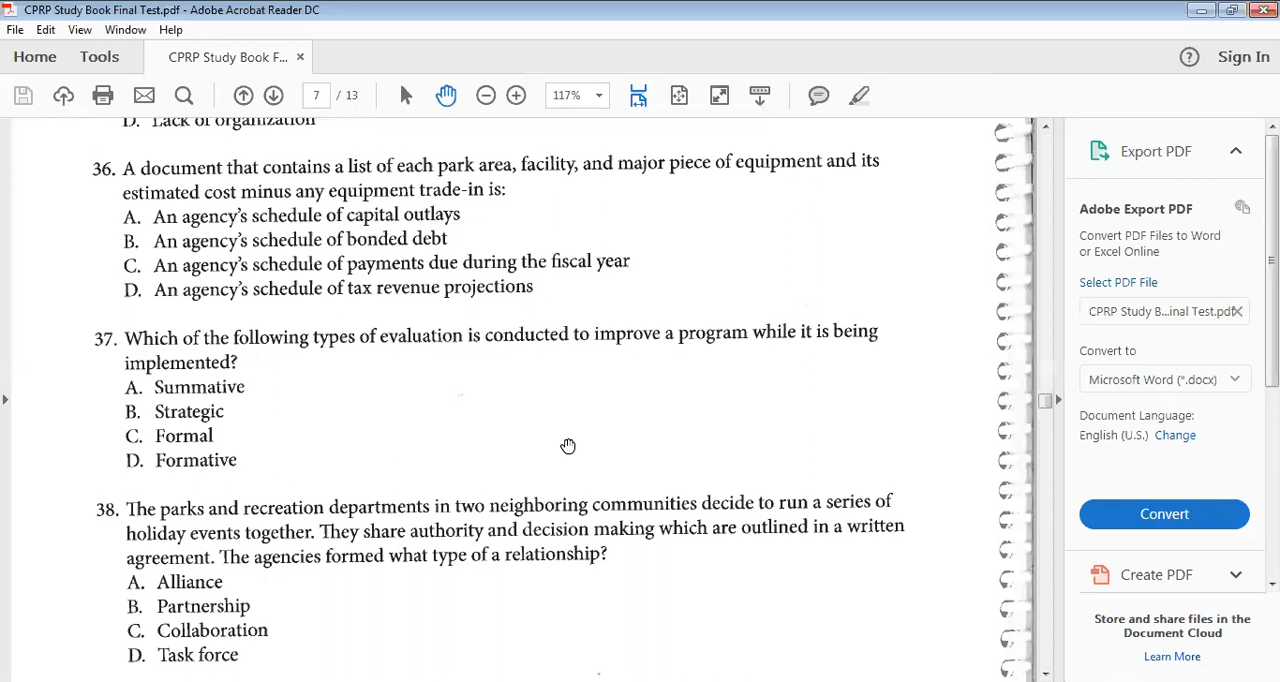 CPRP Study Book Final Test.pdf - Adobe Acrobat Reader DC
File Edit View Window Help
Home Tools CPRP Study Book F... × Sign In
7 / 13 117%
D. Lack of organization
36. A document that contains a list of each park area, facility, and major piece of equipment and its
estimated cost minus any equipment trade-in is:
A. An agency's schedule of capital outlays
B. An agency's schedule of bonded debt
C. An agency's schedule of payments due during the fiscal year
D. An agency's schedule of tax revenue projections
37. Which of the following types of evaluation is conducted to improve a program while it is being
implemented?
A. Summative
B. Strategic
C. Formal
D. Formative
38. The parks and recreation departments in two neighboring communities decide to run a series of
holiday events together. They share authority and decision making which are outlined in a written
agreement. The agencies formed what type of a relationship?
A. Alliance
B. Partnership
C. Collaboration
D. Task force
Export PDF
Adobe Export PDF
Convert PDF Files to Word
or Excel Online
Select PDF File
CPRP Study B...inal Test.pdf
Convert to
Microsoft Word (*.docx)
Document Language:
English (U.S.) Change
Convert
Create PDF
Store and share files in the
Document Cloud
Learn More